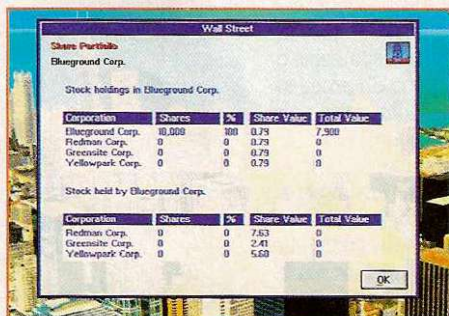 Wall Street
Share Portfolio
Blueground Corp.
Stock holdings in Blueground Corp.
Corporation Shares % Share Value Total Value
Blueground Corp. 10,000 100 0.79 7,900
Redman Corp. 0 0 0.79 0
Greensite Corp. 0 0 0.79 0
Yellowpark Corp. 0 0 0.79 0
Stock held by Blueground Corp.
Corporation Shares % Share Value Total Value
Redman Corp. 0 0 7.63 0
Greensite Corp. 0 0 2.41 0
Yellowpark Corp. 0 0 5.60 0
OK